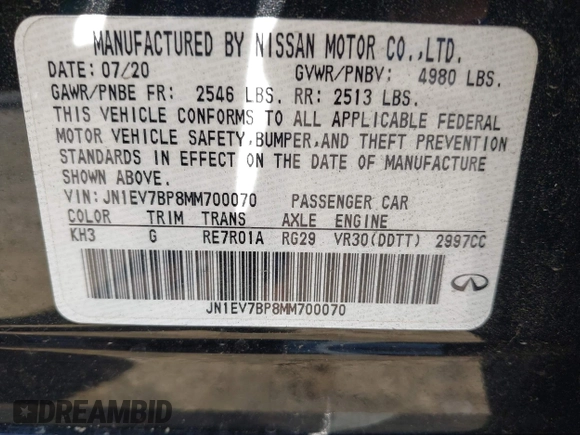 MANUFACTURED BY NISSAN MOTOR CO.,LTD.
DATE: 07/20 GVWR/PNBV: 4980 LBS.
GAWR/PNBE FR: 2546 LBS. RR: 2513 LBS.
THIS VEHICLE CONFORMS TO ALL APPLICABLE FEDERAL
MOTOR VEHICLE SAFETY,BUMPER,AND THEFT PREVENTION
STANDARDS IN EFFECT ON THE DATE OF MANUFACTURE
SHOWN ABOVE.
VIN: JN1EV7BP8MM700070 PASSENGER CAR
COLOR TRIM TRANS AXLE ENGINE
KH3 G RE7R01A RG29 VR30(DDTT) 2997CC
JN1EV7BP8MM700070
DREAMBID